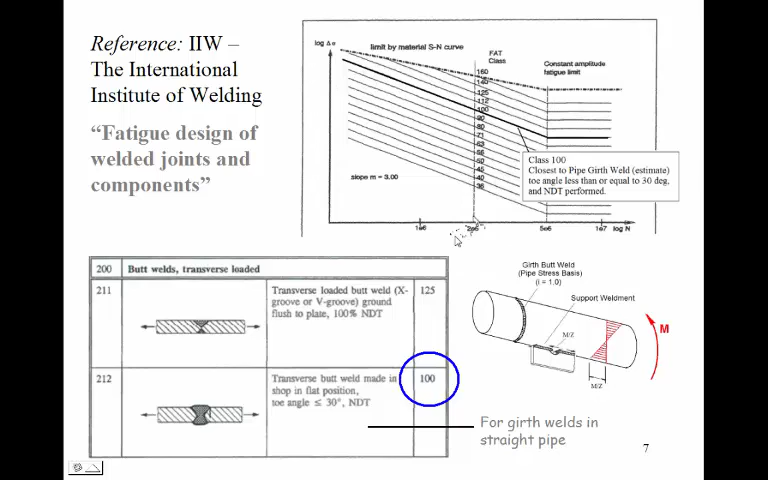 Reference: IIW –
The International
Institute of Welding
“Fatigue design of
welded joints and
components”
log Δσ
limit by material S-N curve
FAT
Class
Constant amplitude
fatigue limit
160
140
125
112
100
90
80
71
63
56
50
45
40
36
slope m = 3.00
Class 100
Closest to Pipe Girth Weld (estimate)
toe angle less than or equal to 30 deg,
and NDT performed.
1e6
2e6
5e6
1e7
log N
200
Butt welds, transverse loaded
211
Transverse loaded butt weld (X-
groove or V-groove) ground
flush to plate, 100% NDT
125
212
Transverse butt weld made in
shop in flat position,
toe angle ≤ 30°, NDT
100
Girth Butt Weld
(Pipe Stress Basis)
(i = 1.0)
Support Weldment
M/Z
M
M/Z
For girth welds in
straight pipe
7